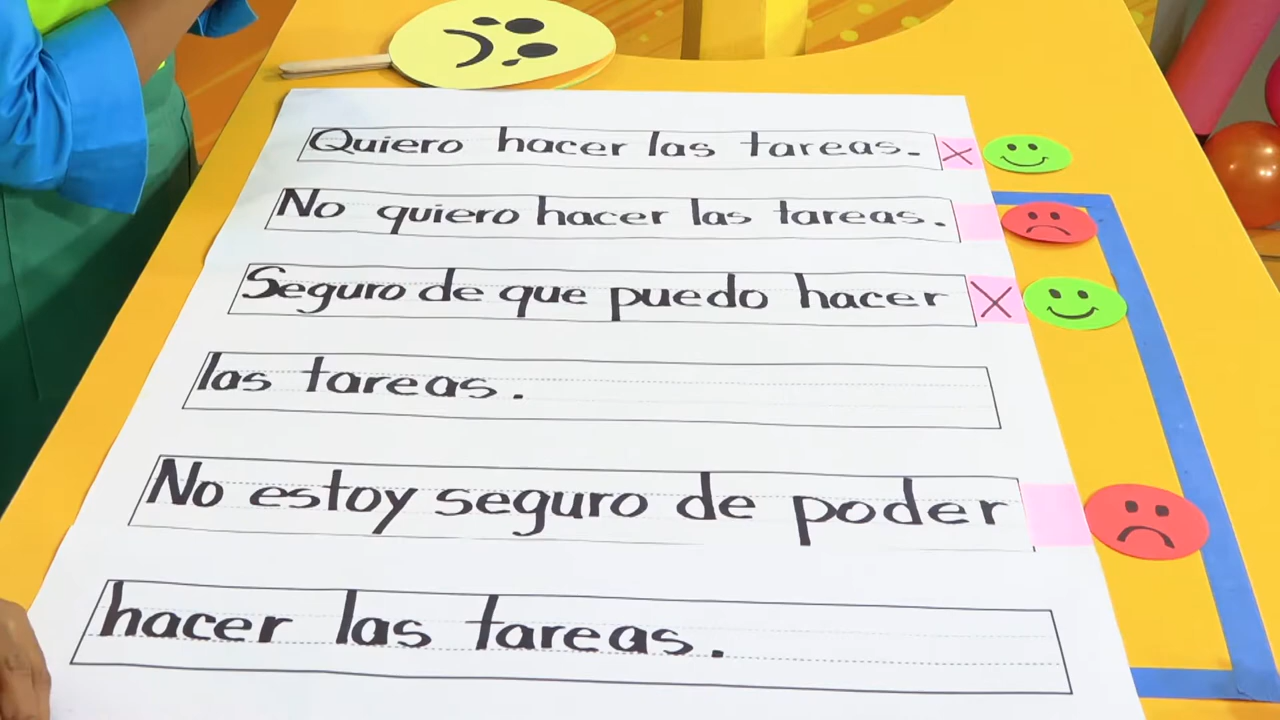 Quiero hacer las tareas.
No quiero hacer las tareas.
Seguro de que puedo hacer
las tareas.
No estoy seguro de poder
hacer las tareas.